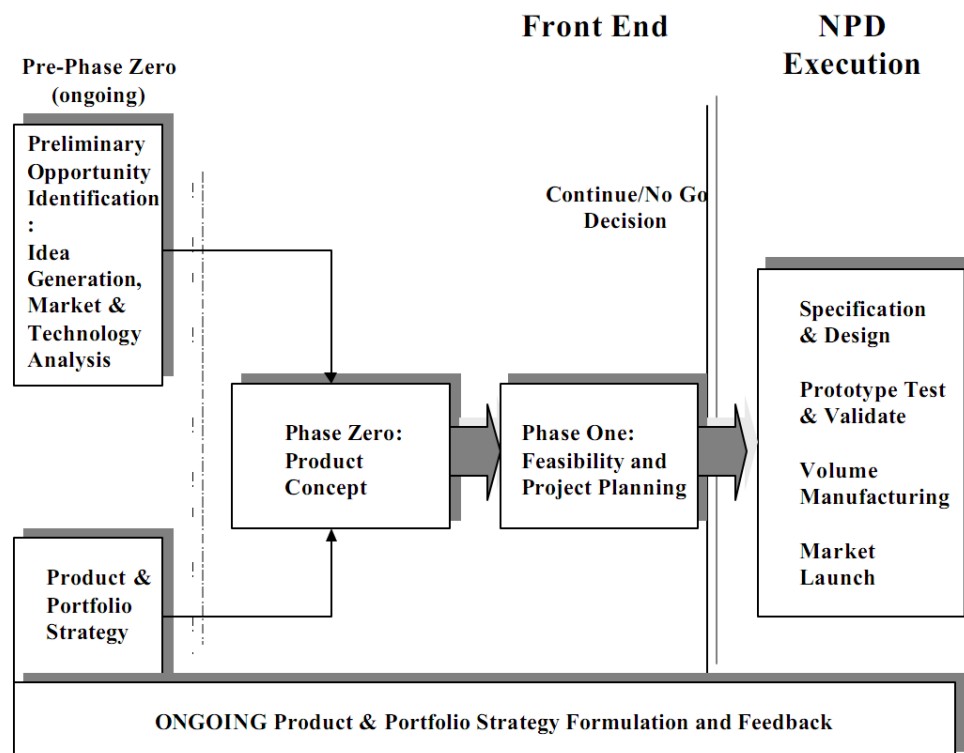 Front End
NPD
Execution
Pre-Phase Zero
(ongoing)
Preliminary
Opportunity
Identification
:
Idea
Generation,
Market &
Technology
Analysis
Continue/No Go
Decision
Phase Zero:
Product
Concept
Phase One:
Feasibility and
Project Planning
Specification
& Design
Prototype Test
& Validate
Volume
Manufacturing
Market
Launch
Product &
Portfolio
Strategy
ONGOING Product & Portfolio Strategy Formulation and Feedback